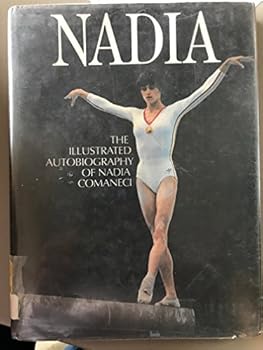 NADIA
THE
ILLUSTRATED
AUTOBIOGRAPHY
OF NADIA
COMANECI